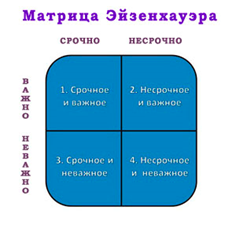 Матрица Эйзенхауэра
СРОЧНО НЕСРОЧНО
ВАЖНО
1. Срочное
и важное
2. Несрочное
и важное
НЕВАЖНО
3. Срочное и
неважное
4. Несрочное
и неважное